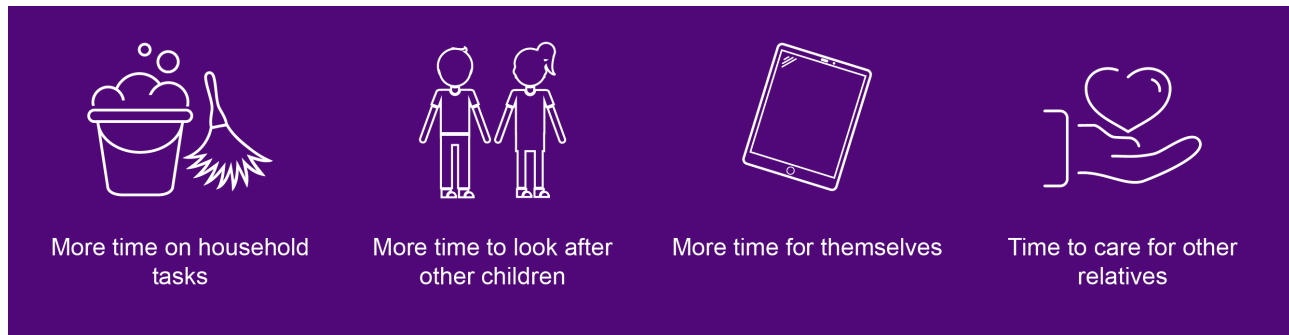 More time on household
tasks
More time to look after
other children
More time for themselves
Time to care for other
relatives